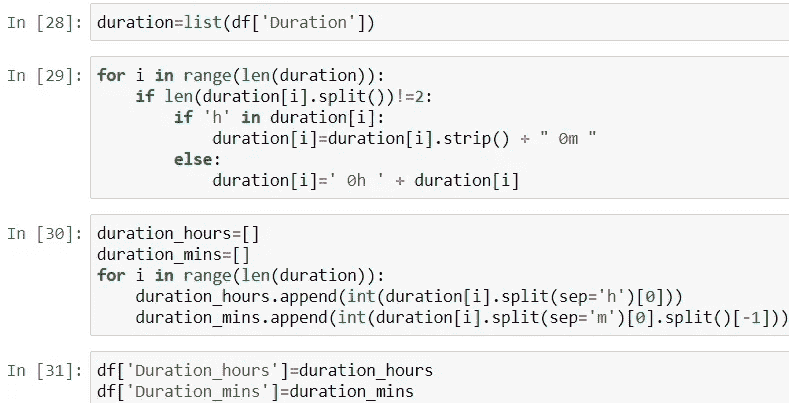 In [28]: duration=list(df['Duration'])
In [29]: for i in range(len(duration)):
    if len(duration[i].split())!=2:
        if 'h' in duration[i]:
            duration[i]=duration[i].strip() + " 0m "
        else:
            duration[i]=' 0h ' + duration[i]
In [30]: duration_hours=[]
duration_mins=[]
for i in range(len(duration)):
    duration_hours.append(int(duration[i].split(sep='h')[0]))
    duration_mins.append(int(duration[i].split(sep='m')[0].split()[-1]))
In [31]: df['Duration_hours']=duration_hours
df['Duration_mins']=duration_mins